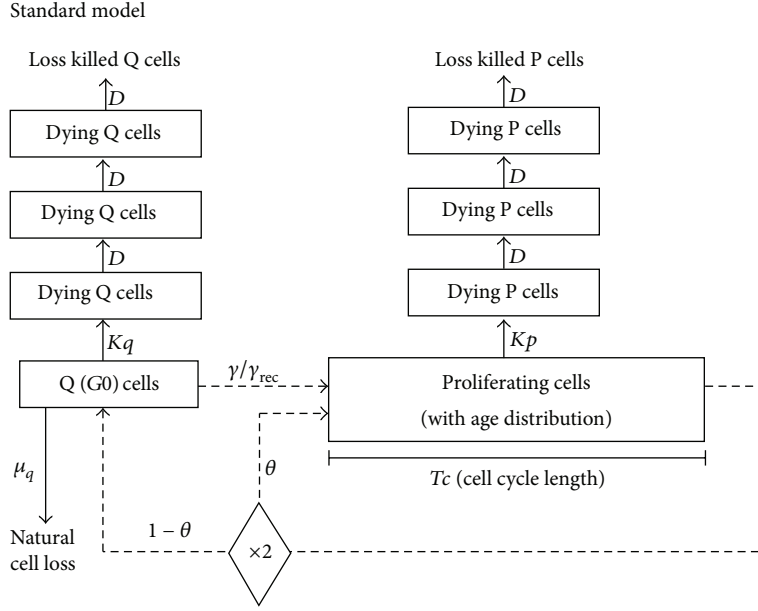 Standard model
Loss killed Q cells
Loss killed P cells
D
D
Dying Q cells
Dying P cells
D
D
Dying Q cells
Dying P cells
D
D
Dying Q cells
Dying P cells
Kq
Kp
Q (G0) cells
γ/γrec
Proliferating cells
(with age distribution)
μq
θ
Tc (cell cycle length)
1 − θ
×2
Natural
cell loss